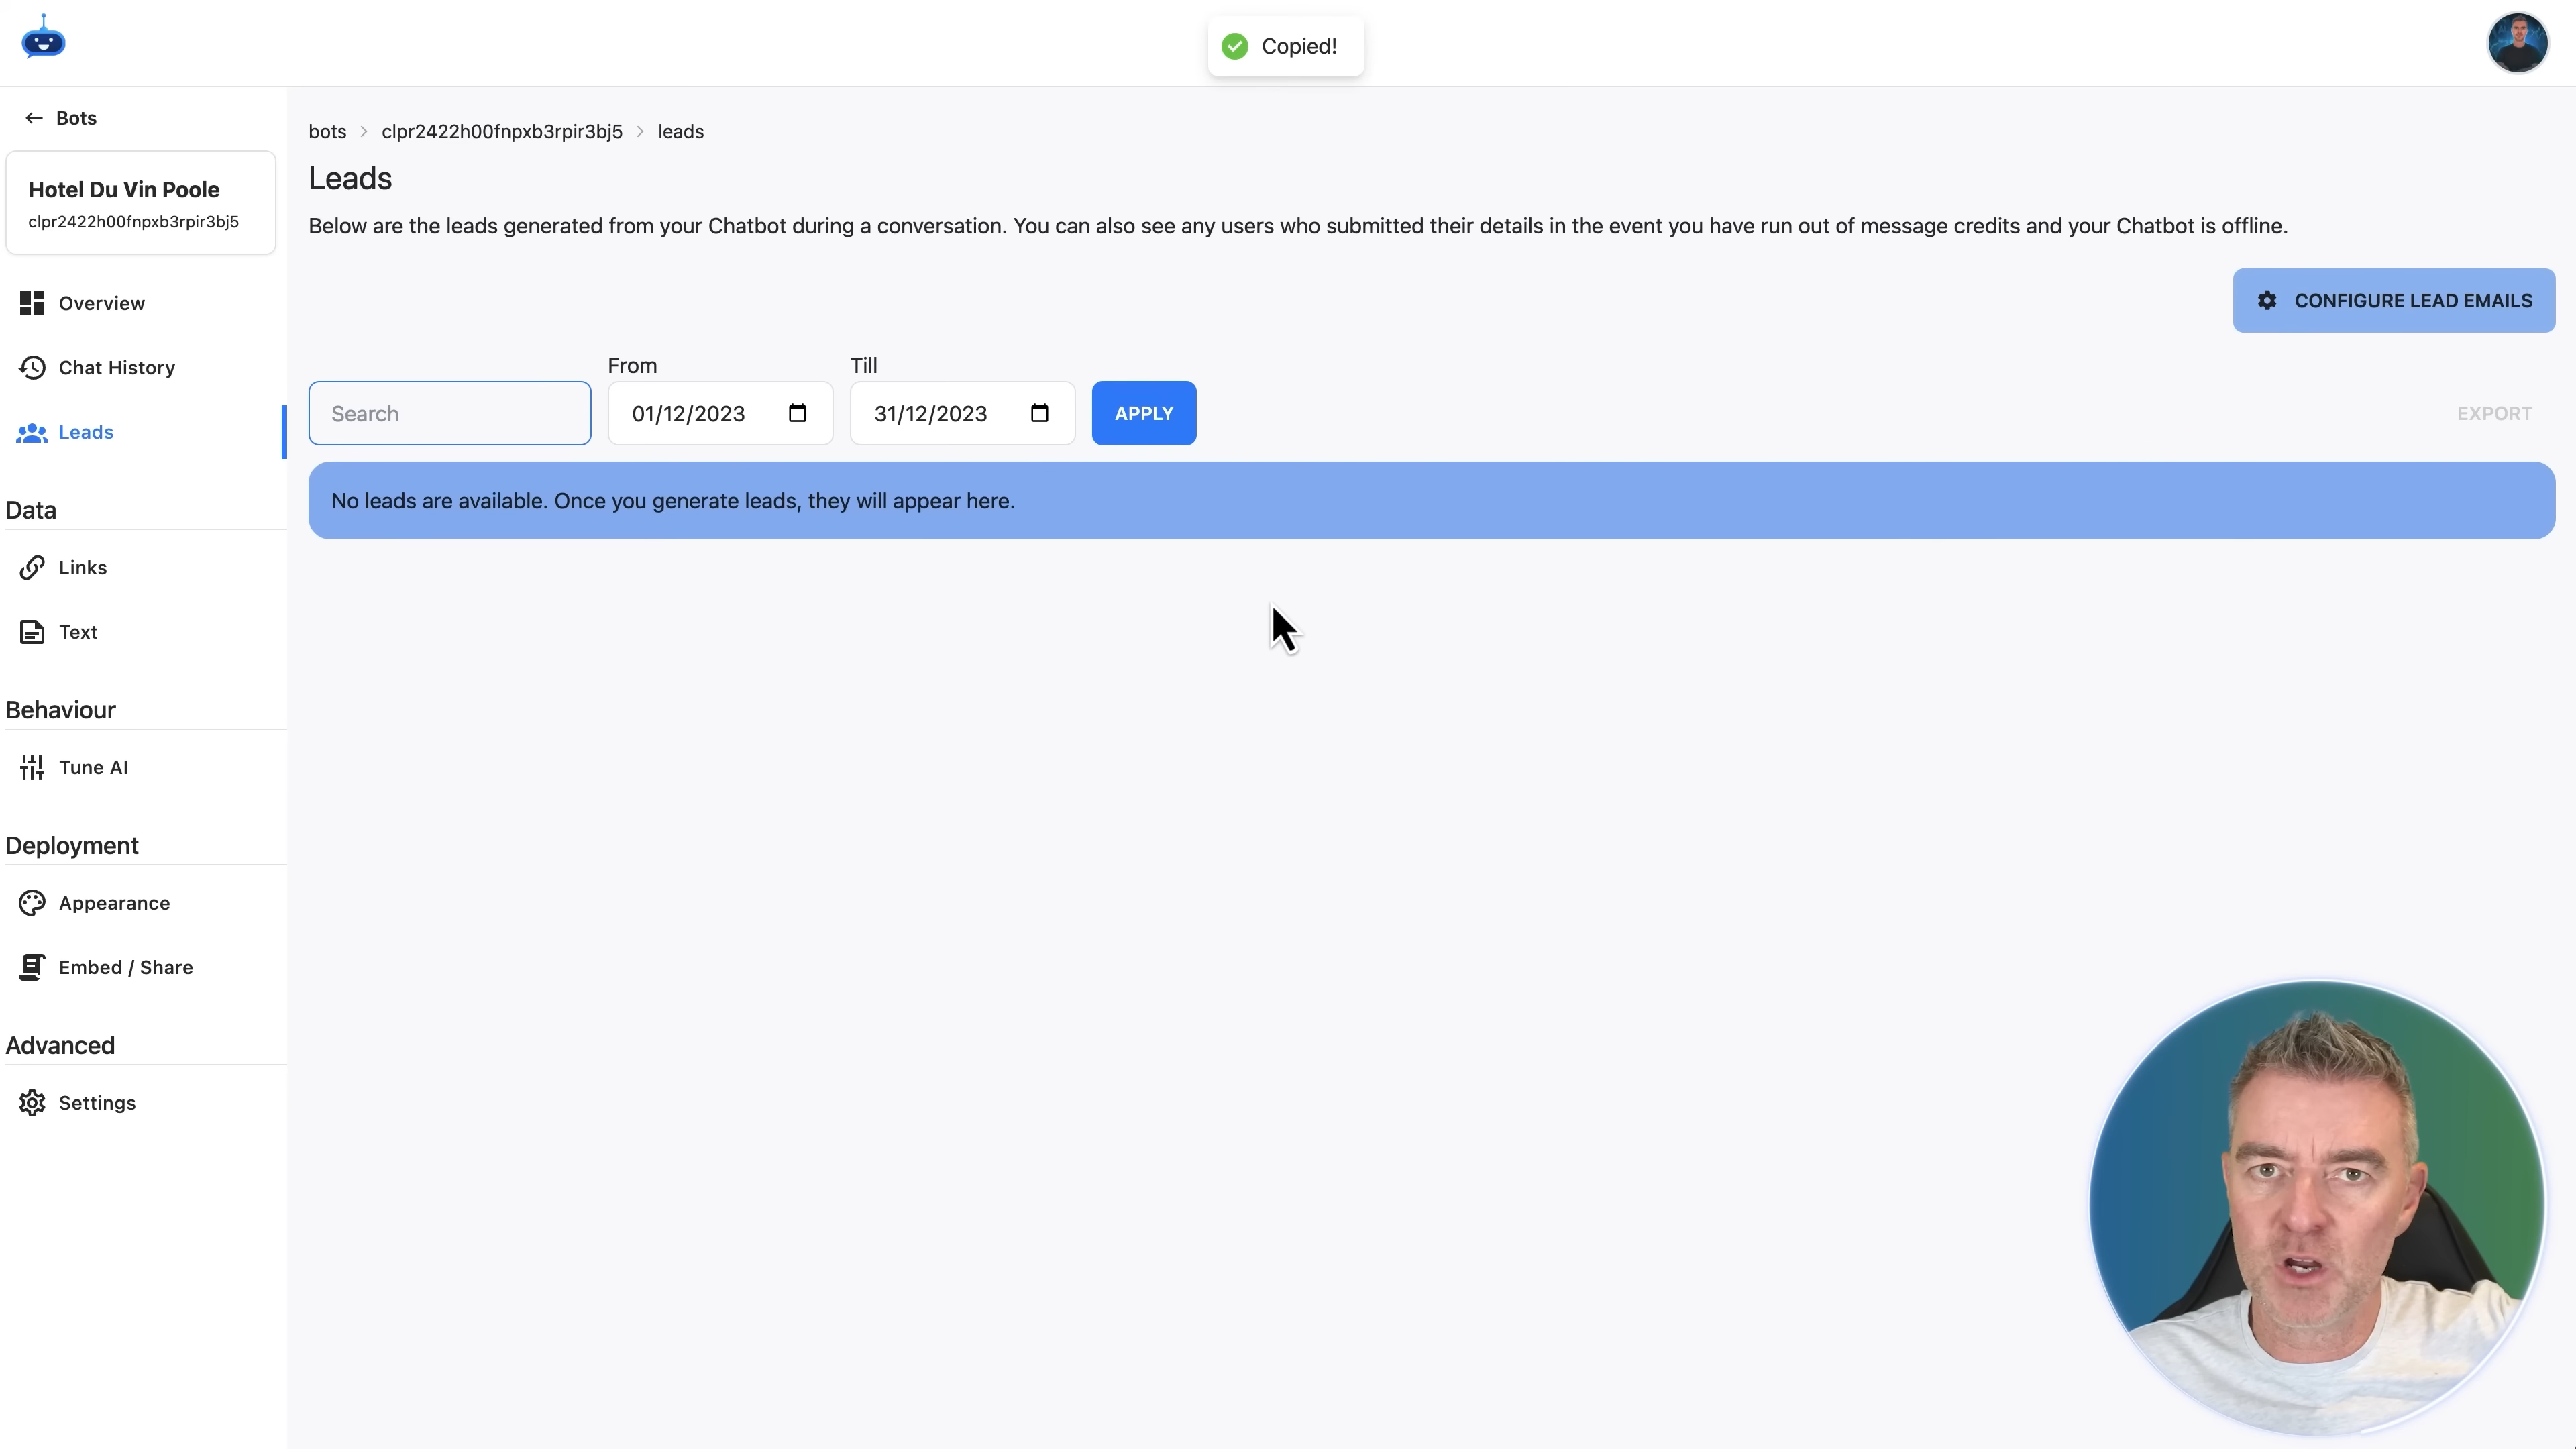 Copied!
Bots
Hotel Du Vin Poole
clpr2422h00fnpxb3rpir3bj5
Overview
Chat History
Leads
Data
Links
Text
Behaviour
Tune AI
Deployment
Appearance
Embed / Share
Advanced
Settings
bots > clpr2422h00fnpxb3rpir3bj5 > leads
Leads
Below are the leads generated from your Chatbot during a conversation. You can also see any users who submitted their details in the event you have run out of message credits and your Chatbot is offline.
CONFIGURE LEAD EMAILS
From Till
Search 01/12/2023 31/12/2023 APPLY EXPORT
No leads are available. Once you generate leads, they will appear here.